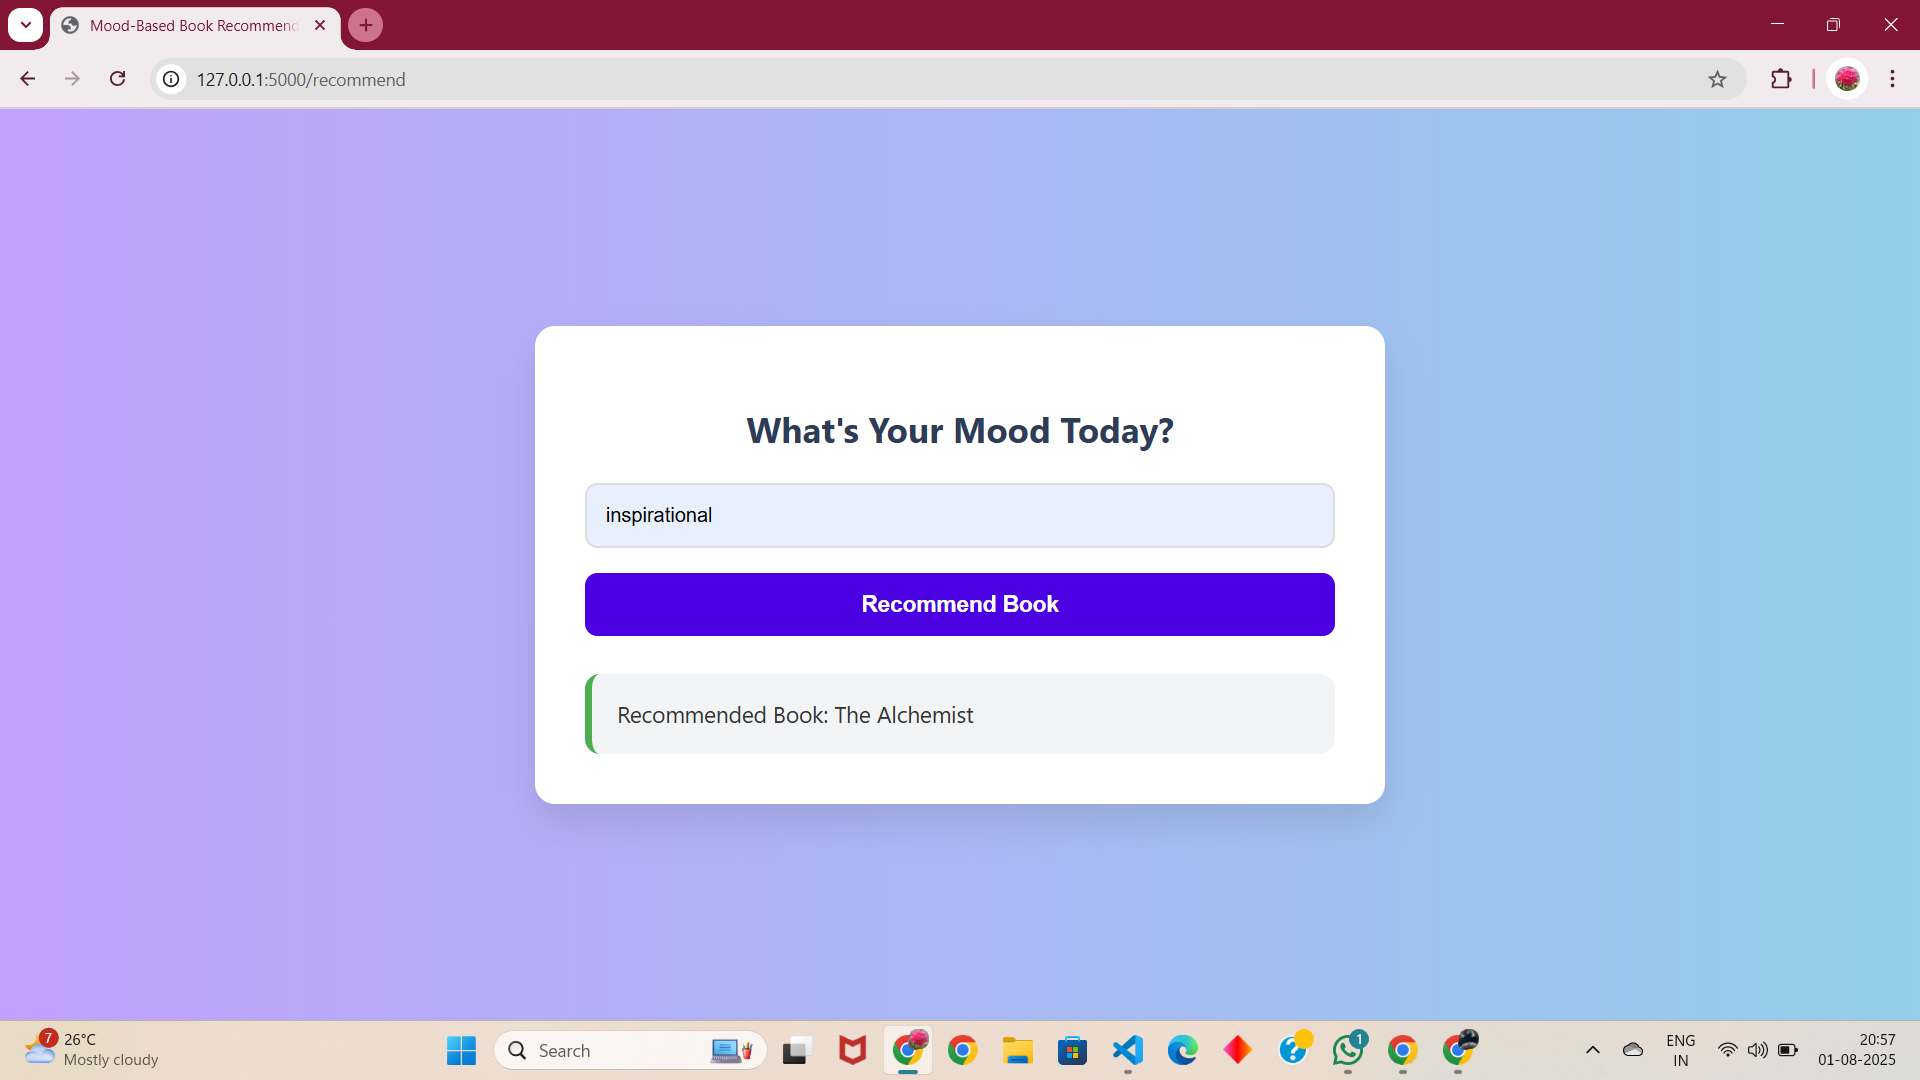 Mood-Based Book Recommend
127.0.0.1:5000/recommend
What's Your Mood Today?
inspirational
Recommend Book
Recommended Book: The Alchemist
7
26°C
Mostly cloudy
Search
1
ENG
IN
20:57
01-08-2025